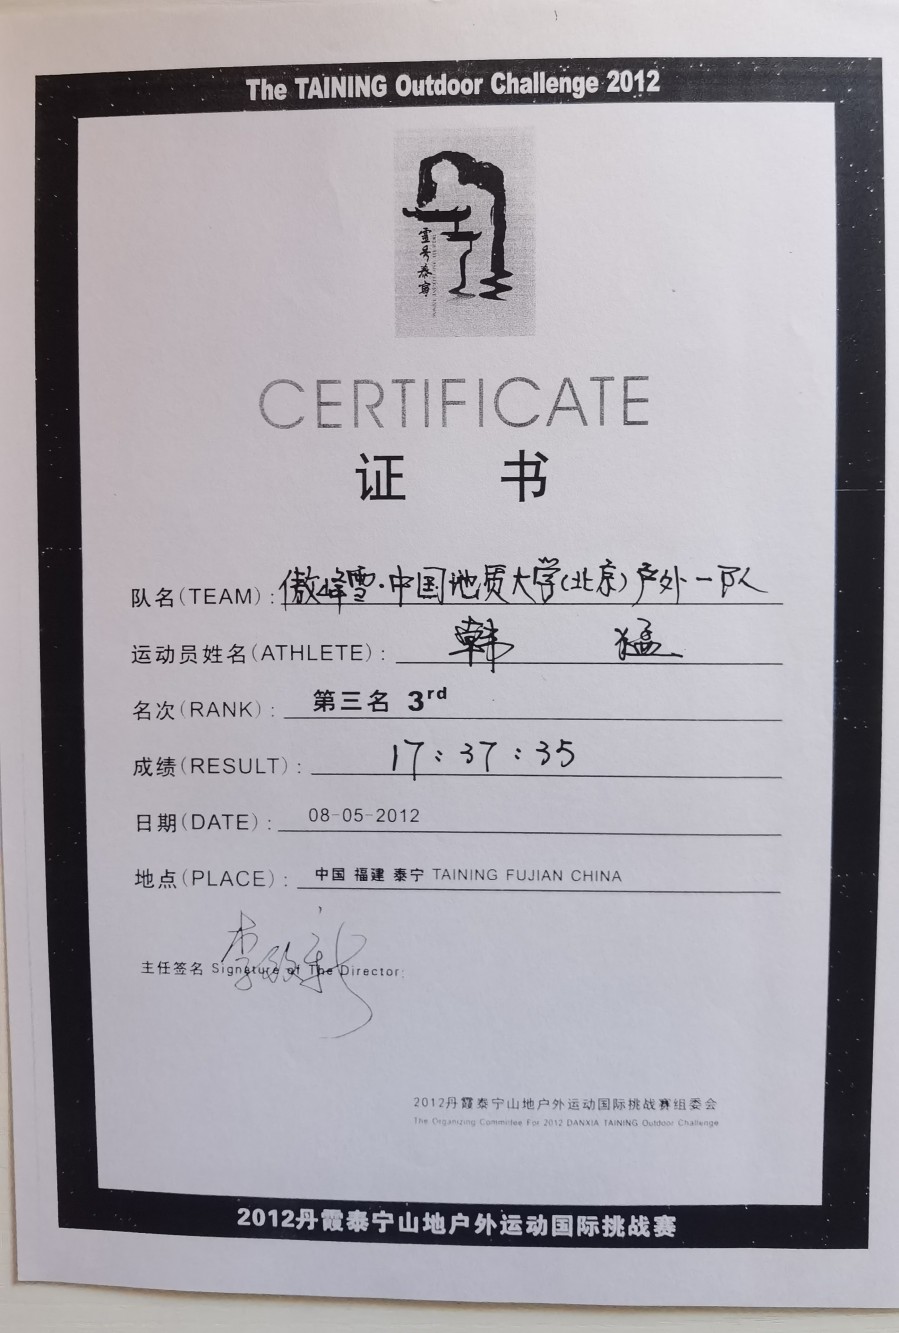 The TAINING Outdoor Challenge 2012
壹号泰寧
CERTIFICATE
证 书
队名(TEAM): 傲峰雪·中国地质大学(北京)户外一队
运动员姓名(ATHLETE): 韩 猛
名次(RANK): 第三名 3rd
成绩(RESULT): 17:37:35
日期(DATE): 08-05-2012
地点(PLACE): 中国 福建 泰宁 TAINING FUJIAN CHINA
主任签名 Signature of The Director:
2012丹霞泰宁山地户外运动国际挑战赛组委会
The Organizing Committee For 2012 DANXIA TAINING Outdoor Challenge
2012丹霞泰宁山地户外运动国际挑战赛